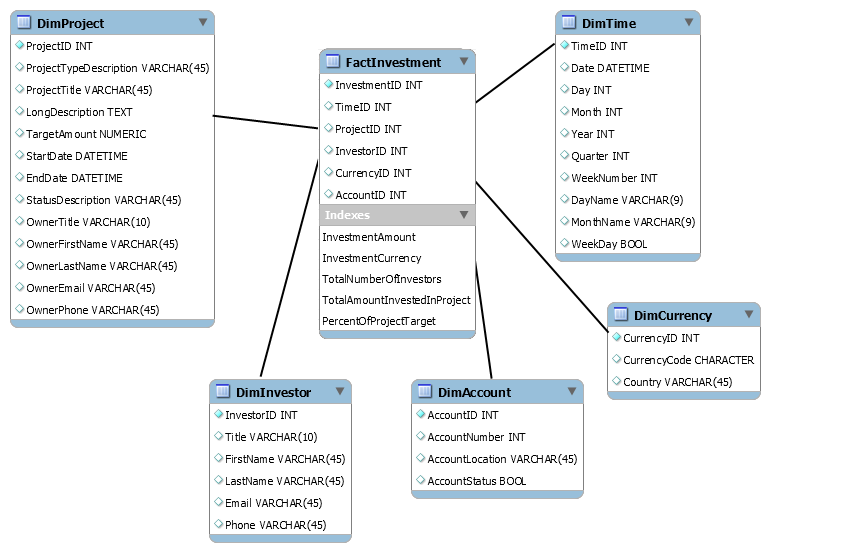 DimProject
ProjectID INT
ProjectTypeDescription VARCHAR(45)
ProjectTitle VARCHAR(45)
LongDescription TEXT
TargetAmount NUMERIC
StartDate DATETIME
EndDate DATETIME
StatusDescription VARCHAR(45)
OwnerTitle VARCHAR(10)
OwnerFirstName VARCHAR(45)
OwnerLastName VARCHAR(45)
OwnerEmail VARCHAR(45)
OwnerPhone VARCHAR(45)
FactInvestment
InvestmentID INT
TimeID INT
ProjectID INT
InvestorID INT
CurrencyID INT
AccountID INT
Indexes
InvestmentAmount
InvestmentCurrency
TotalNumberOfInvestors
TotalAmountInvestedInProject
PercentOfProjectTarget
DimTime
TimeID INT
Date DATETIME
Day INT
Month INT
Year INT
Quarter INT
WeekNumber INT
DayName VARCHAR(9)
MonthName VARCHAR(9)
WeekDay BOOL
DimCurrency
CurrencyID INT
CurrencyCode CHARACTER
Country VARCHAR(45)
DimInvestor
InvestorID INT
Title VARCHAR(10)
FirstName VARCHAR(45)
LastName VARCHAR(45)
Email VARCHAR(45)
Phone VARCHAR(45)
DimAccount
AccountID INT
AccountNumber INT
AccountLocation VARCHAR(45)
AccountStatus BOOL